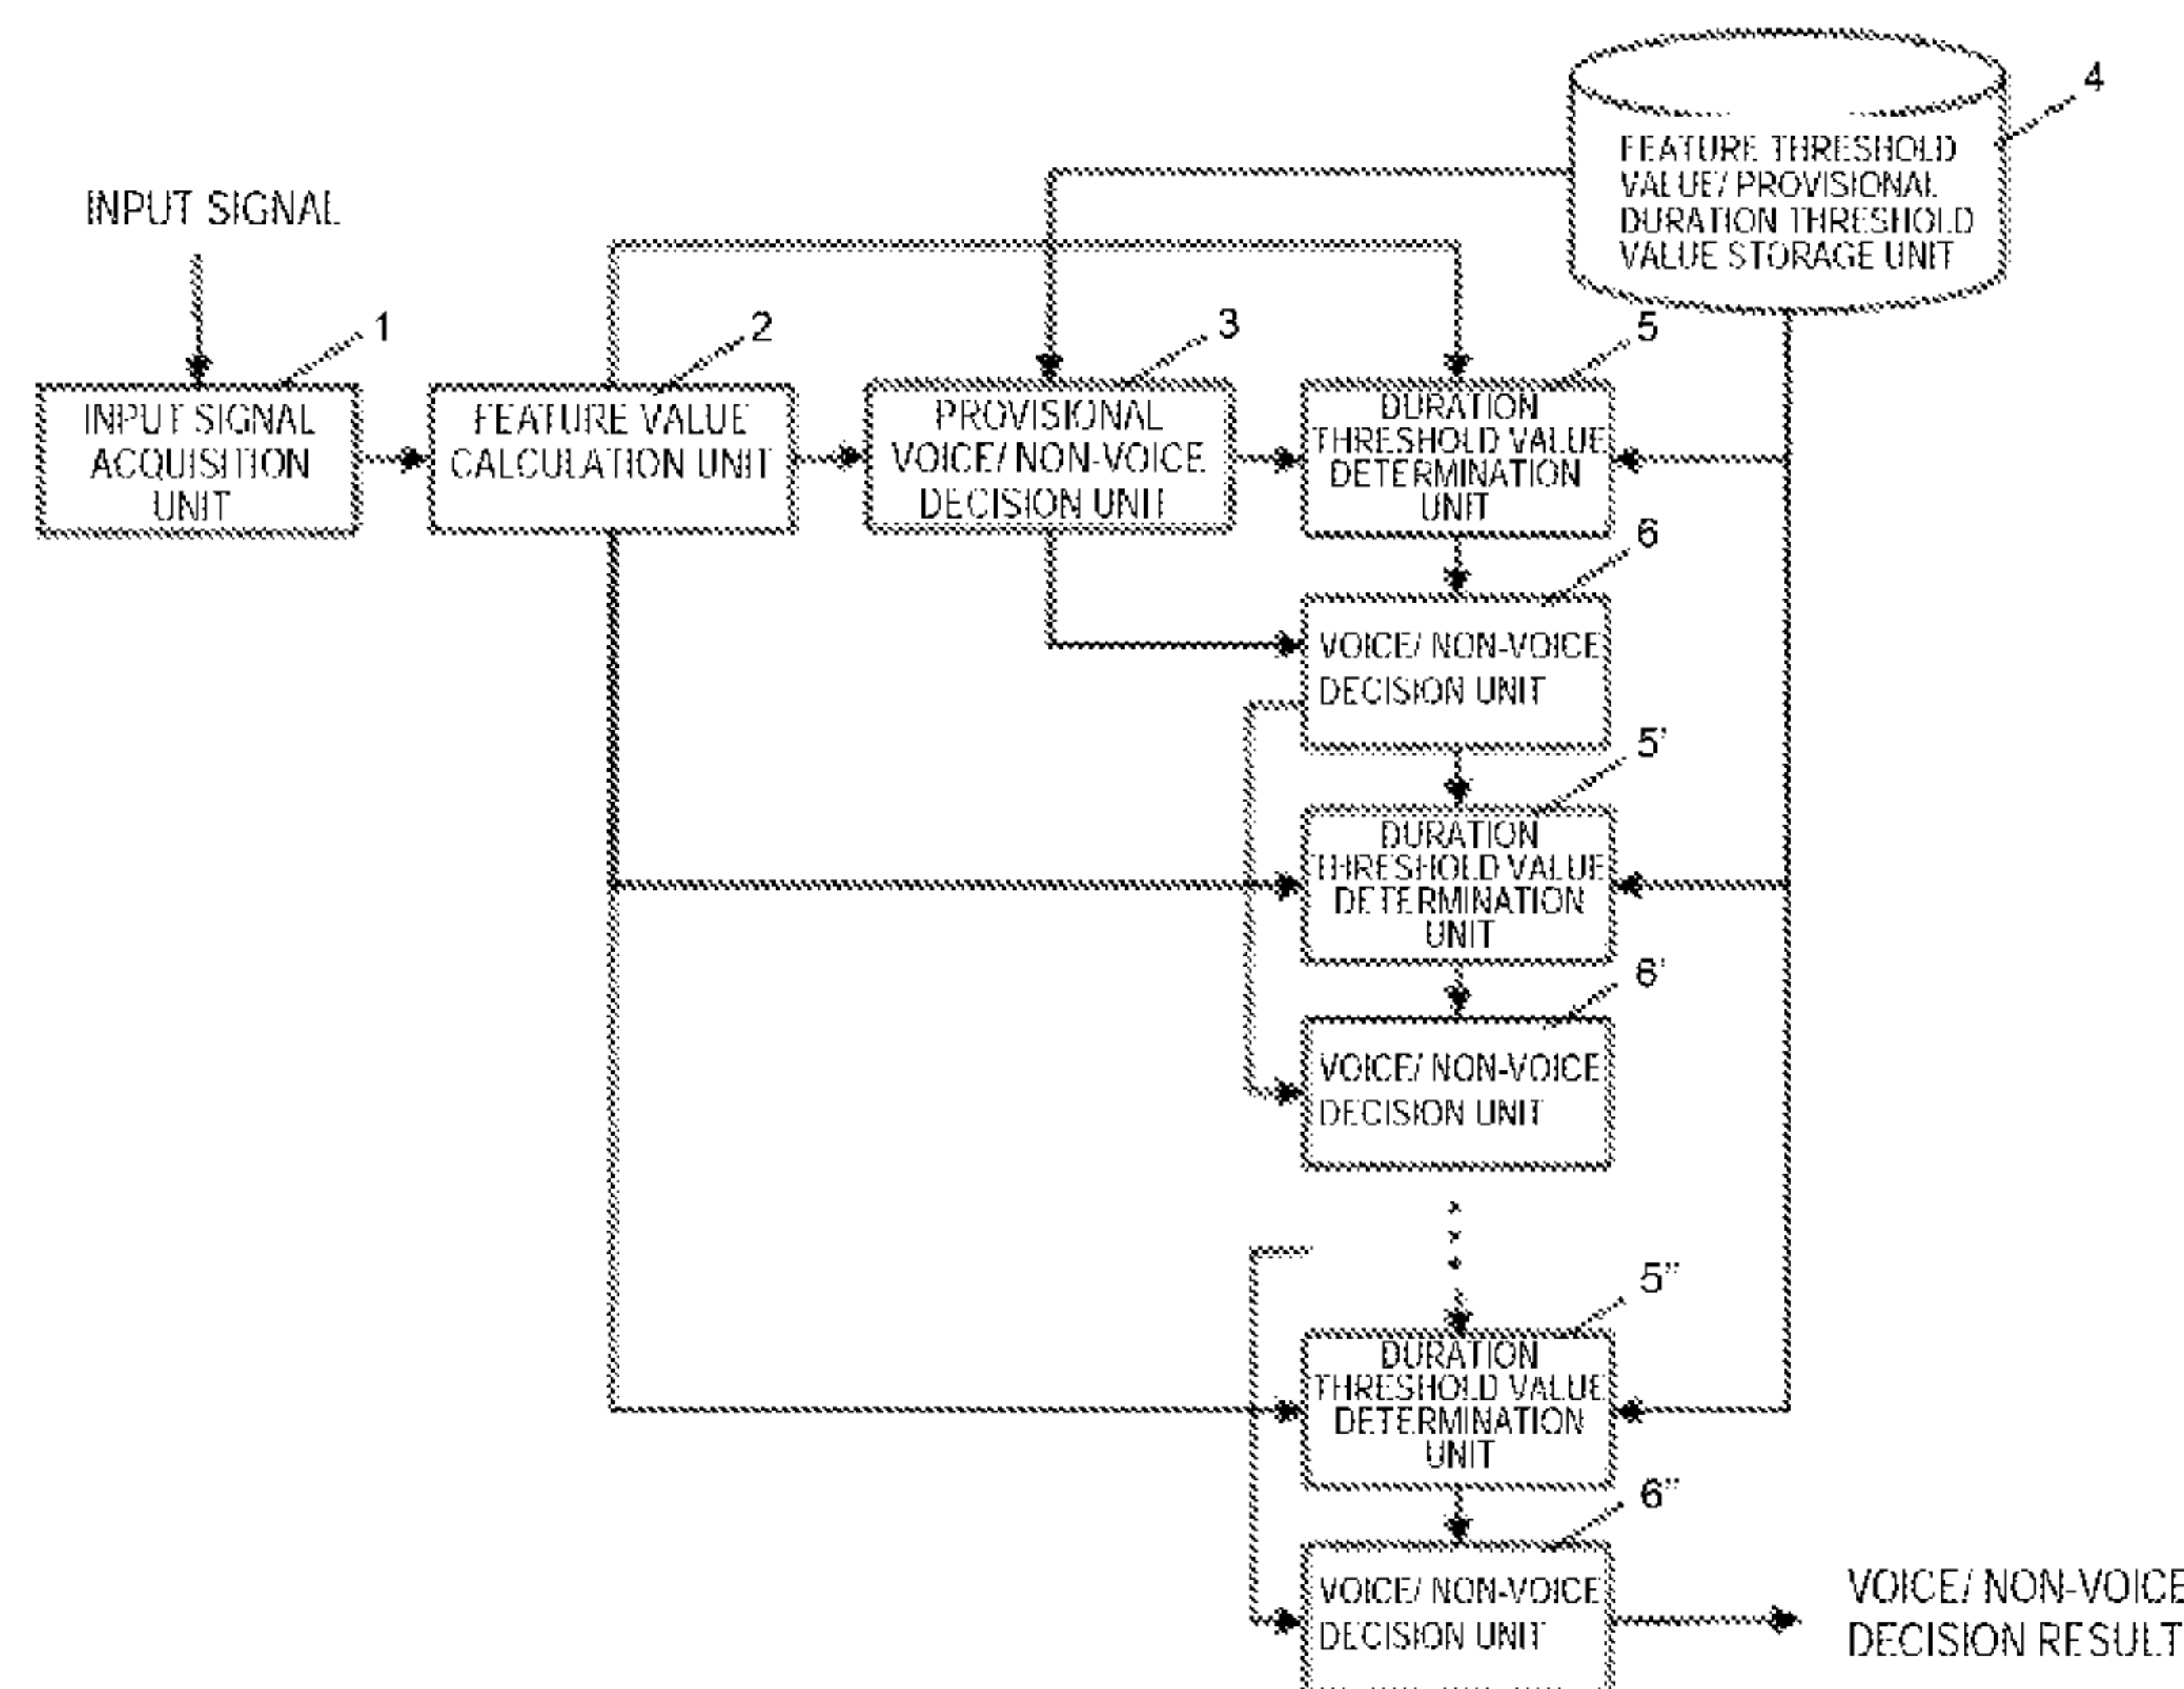 4
FEATURE THRESHOLD
VALUE/ PROVISIONAL
DURATION THRESHOLD
VALUE STORAGE UNIT
INPUT SIGNAL
1
2
3
5
INPUT SIGNAL
ACQUISITION
UNIT
FEATURE VALUE
CALCULATION UNIT
PROVISIONAL
VOICE/ NON-VOICE
DECISION UNIT
DURATION
THRESHOLD VALUE
DETERMINATION
UNIT
6
VOICE/ NON-VOICE
DECISION UNIT
5'
DURATION
THRESHOLD VALUE
DETERMINATION
UNIT
6'
VOICE/ NON-VOICE
DECISION UNIT
5"
DURATION
THRESHOLD VALUE
DETERMINATION
UNIT
6"
VOICE/ NON-VOICE
DECISION UNIT
VOICE/ NON-VOICE
DECISION RESULT